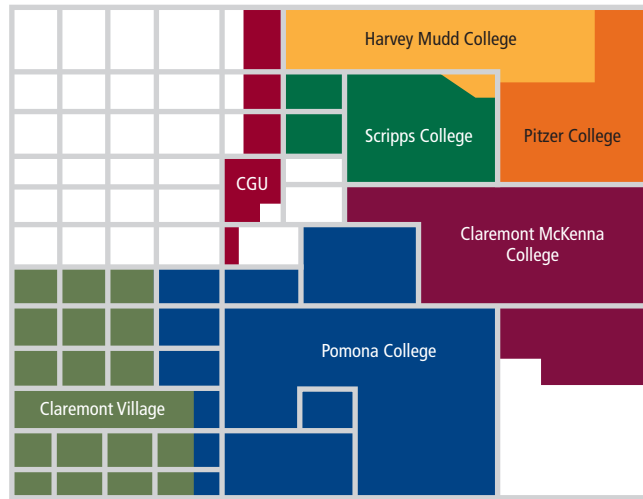 Harvey Mudd College
Scripps College
Pitzer College
CGU
Claremont McKenna
College
Pomona College
Claremont Village